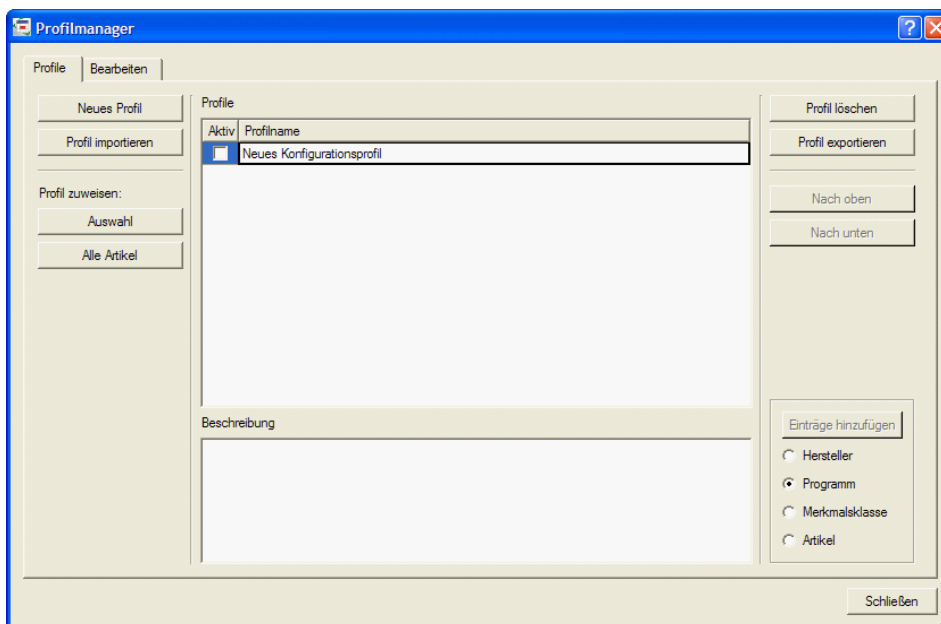 Profilmanager
Profile
Bearbeiten
Neues Profil
Profil importieren
Profil zuweisen:
Auswahl
Alle Artikel
Profile
Aktiv
Profilname
Neues Konfigurationsprofil
Beschreibung
Profil löschen
Profil exportieren
Nach oben
Nach unten
Einträge hinzufügen
Hersteller
Programm
Merkmalsklasse
Artikel
Schließen